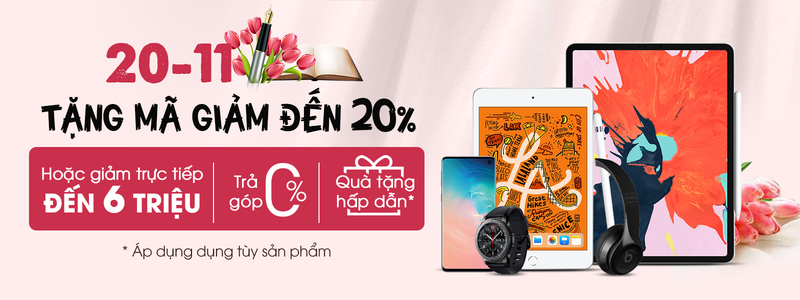 20-11
TẶNG MÃ GIẢM ĐẾN 20%
Hoặc giảm trực tiếp
ĐẾN 6 TRIỆU
Trả
góp
0%
Quà tặng
hấp dẫn*
* Áp dụng dụng tùy sản phẩm